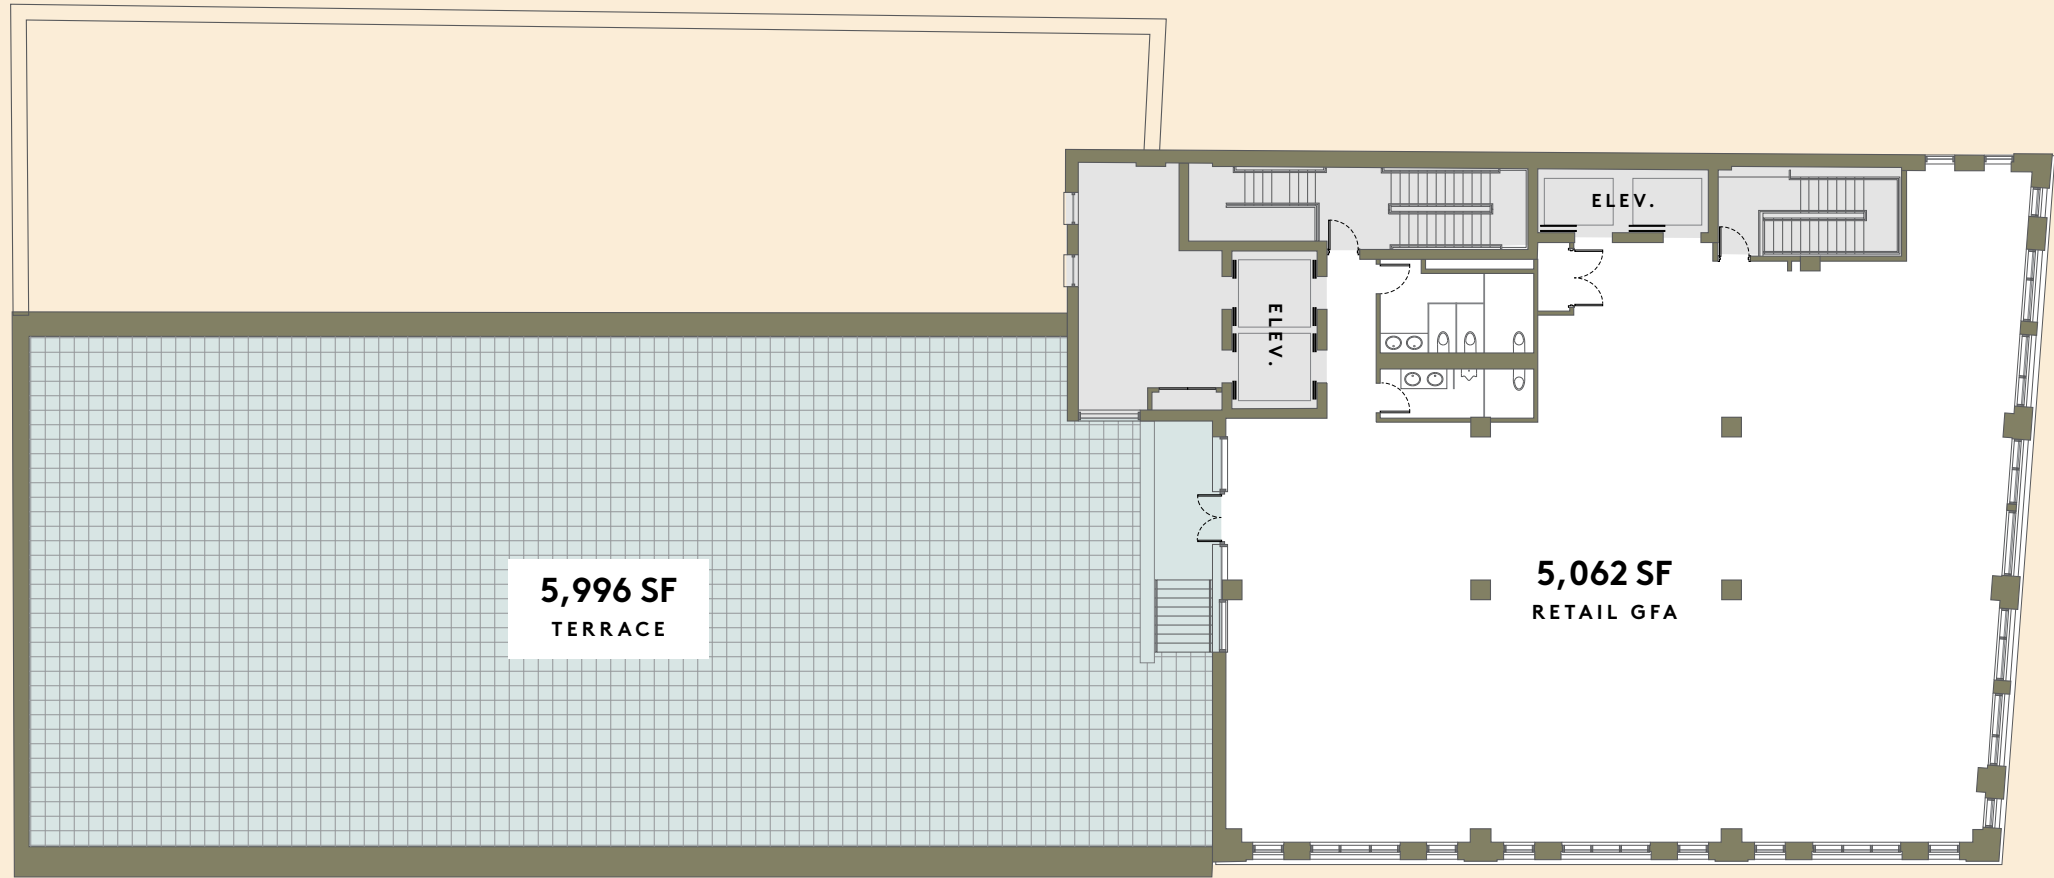 ELEV.
ELEV.
5,996 SF
TERRACE
5,062 SF
RETAIL GFA